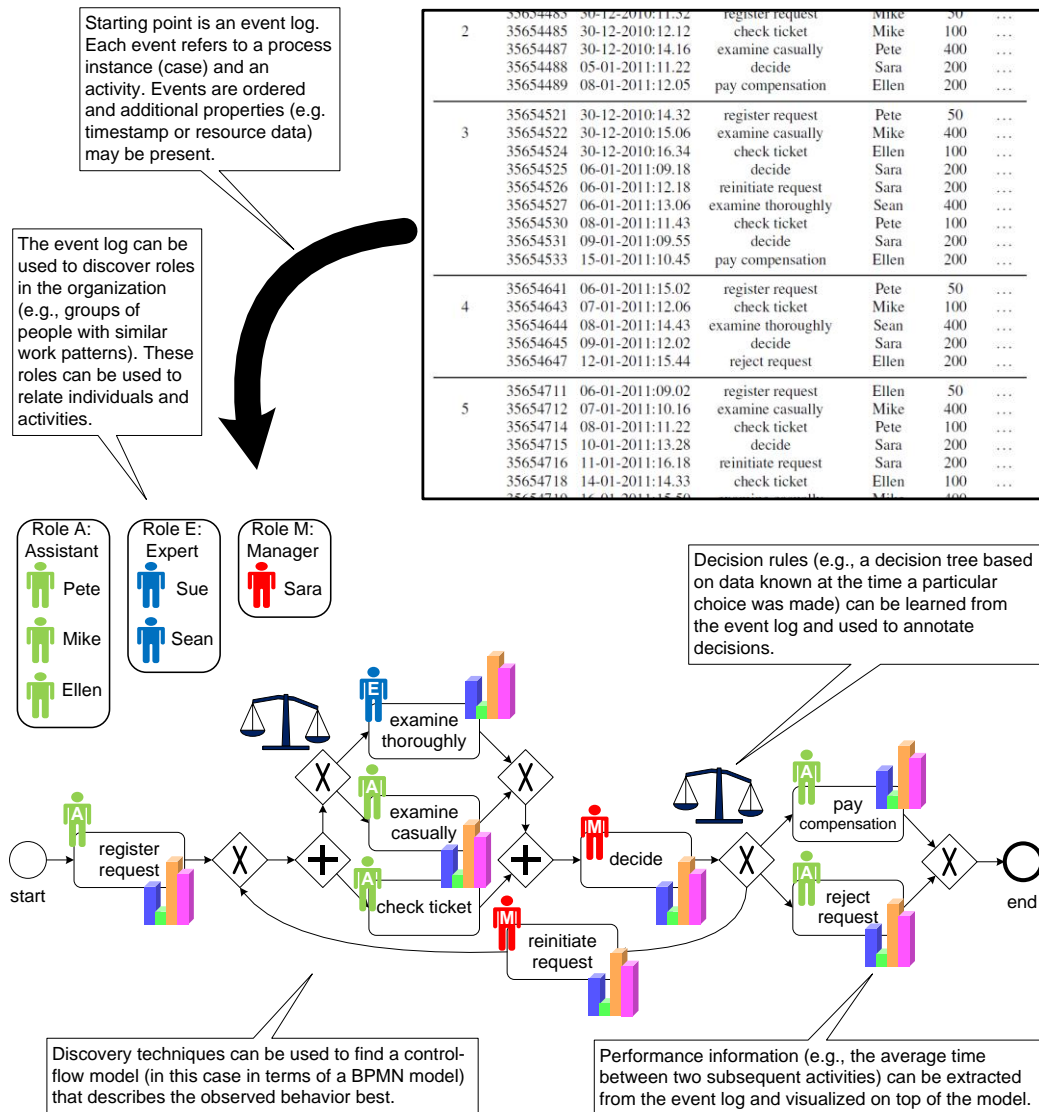 Starting point is an event log.
Each event refers to a process
instance (case) and an
activity. Events are ordered
and additional properties (e.g.
timestamp or resource data)
may be present.
35654483 30-12-2010:11.32 register request Mike 50 ...
2 35654485 30-12-2010:12.12 check ticket Mike 100 ...
35654487 30-12-2010:14.16 examine casually Pete 400 ...
35654488 05-01-2011:11.22 decide Sara 200 ...
35654489 08-01-2011:12.05 pay compensation Ellen 200 ...
35654521 30-12-2010:14.32 register request Pete 50 ...
3 35654522 30-12-2010:15.06 examine casually Mike 400 ...
35654524 30-12-2010:16.34 check ticket Ellen 100 ...
35654525 06-01-2011:09.18 decide Sara 200 ...
35654526 06-01-2011:12.18 reinitiate request Sara 200 ...
35654527 06-01-2011:13.06 examine thoroughly Sean 400 ...
35654530 08-01-2011:11.43 check ticket Pete 100 ...
35654531 09-01-2011:09.55 decide Sara 200 ...
35654533 15-01-2011:10.45 pay compensation Ellen 200 ...
35654641 06-01-2011:15.02 register request Pete 50 ...
4 35654643 07-01-2011:12.06 check ticket Mike 100 ...
35654644 08-01-2011:14.43 examine thoroughly Sean 400 ...
35654645 09-01-2011:12.02 decide Sara 200 ...
35654647 12-01-2011:15.44 reject request Ellen 200 ...
35654711 06-01-2011:09.02 register request Ellen 50 ...
5 35654712 07-01-2011:10.16 examine casually Mike 400 ...
35654714 08-01-2011:11.22 check ticket Pete 100 ...
35654715 10-01-2011:13.28 decide Sara 200 ...
35654716 11-01-2011:16.18 reinitiate request Sara 200 ...
35654718 14-01-2011:14.33 check ticket Ellen 100 ...
The event log can be
used to discover roles
in the organization
(e.g., groups of
people with similar
work patterns). These
roles can be used to
relate individuals and
activities.
Role A:
Assistant
Pete
Mike
Ellen
Role E:
Expert
Sue
Sean
Role M:
Manager
Sara
Decision rules (e.g., a decision tree based
on data known at the time a particular
choice was made) can be learned from
the event log and used to annotate
decisions.
start
A
register
request
E
examine
thoroughly
A
examine
casually
A
check ticket
M
decide
M
reinitiate
request
A
pay
compensation
A
reject
request
end
Discovery techniques can be used to find a control-
flow model (in this case in terms of a BPMN model)
that describes the observed behavior best.
Performance information (e.g., the average time
between two subsequent activities) can be extracted
from the event log and visualized on top of the model.